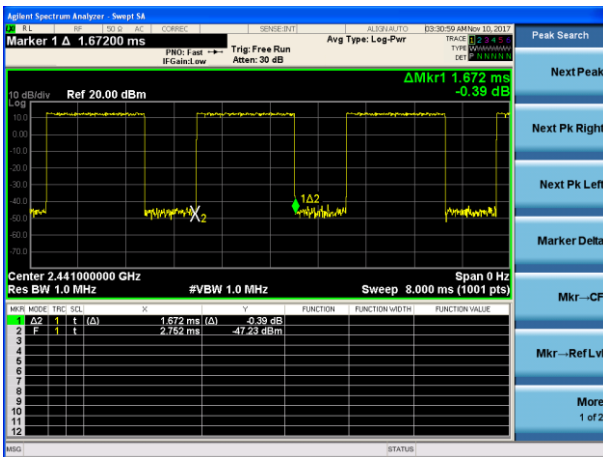 Agilent Spectrum Analyzer - Swept SA
RL RF 50 Ω AC CORREC SENSE:INT ALIGNAUTO 03:30:59 AM Nov 10, 2017
Marker 1 Δ 1.67200 ms
PNO: Fast
IFGain:Low
Trig: Free Run
Atten: 30 dB
Avg Type: Log-Pwr
TRACE 1 2 3 4 5 6
TYPE
DET P N N N N N
Peak Search
ΔMkr1 1.672 ms
-0.39 dB
10 dB/div Ref 20.00 dBm
Log
10.0
0.00
-10.0
-20.0
-30.0
-40.0
-50.0
-60.0
-70.0
1Δ2
X2
Center 2.441000000 GHz Span 0 Hz
Res BW 1.0 MHz #VBW 1.0 MHz Sweep 8.000 ms (1001 pts)
MKR MODE TRC SCL X Y FUNCTION FUNCTION WIDTH FUNCTION VALUE
1 Δ2 1 t (Δ) 1.672 ms (Δ) -0.39 dB
2 F 1 t 2.752 ms -47.23 dBm
3
4
5
6
7
8
9
10
11
12
MSG STATUS
Next Peak
Next Pk Right
Next Pk Left
Marker Delta
Mkr→CF
Mkr→Ref Lvl
More
1 of 2